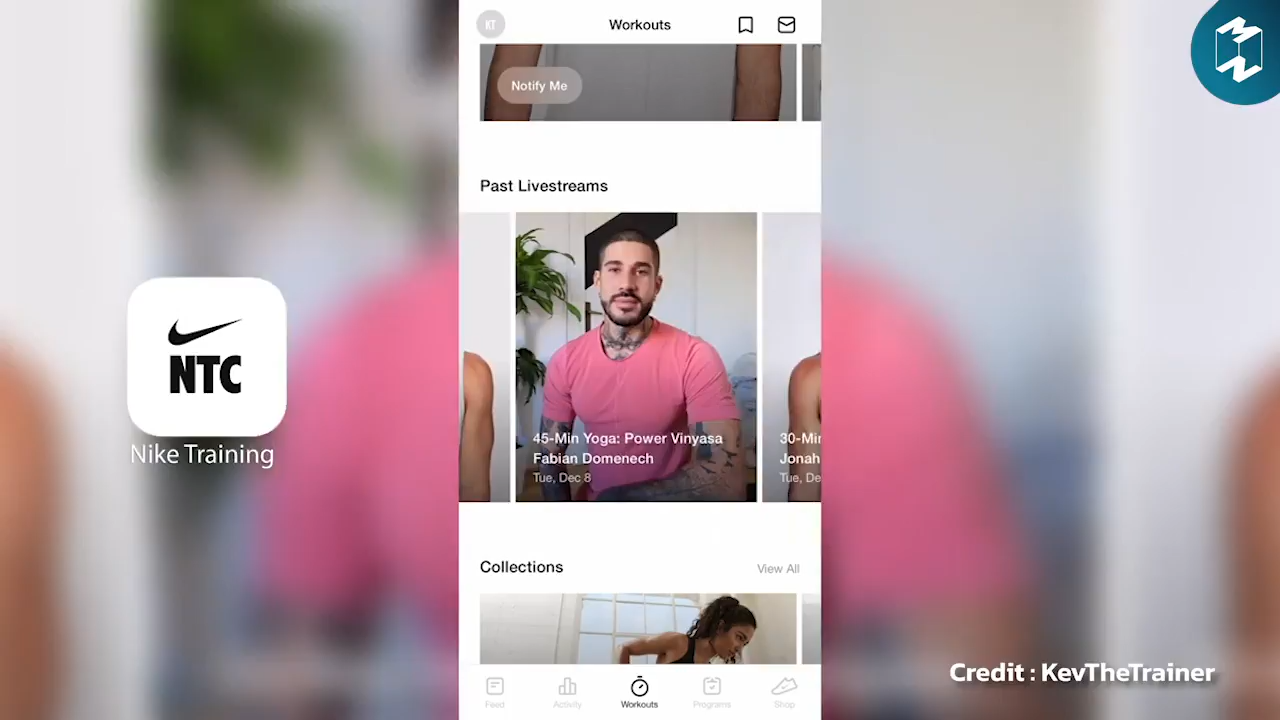 KT
Workouts
Notify Me
Past Livestreams
45-Min Yoga: Power Vinyasa
Fabian Domenech
Tue, Dec 8
30-Min
Jonah
Tue, De
NTC
Nike Training
Collections
View All
Feed
Activity
Workouts
Programs
Shop
Credit : KevTheTrainer